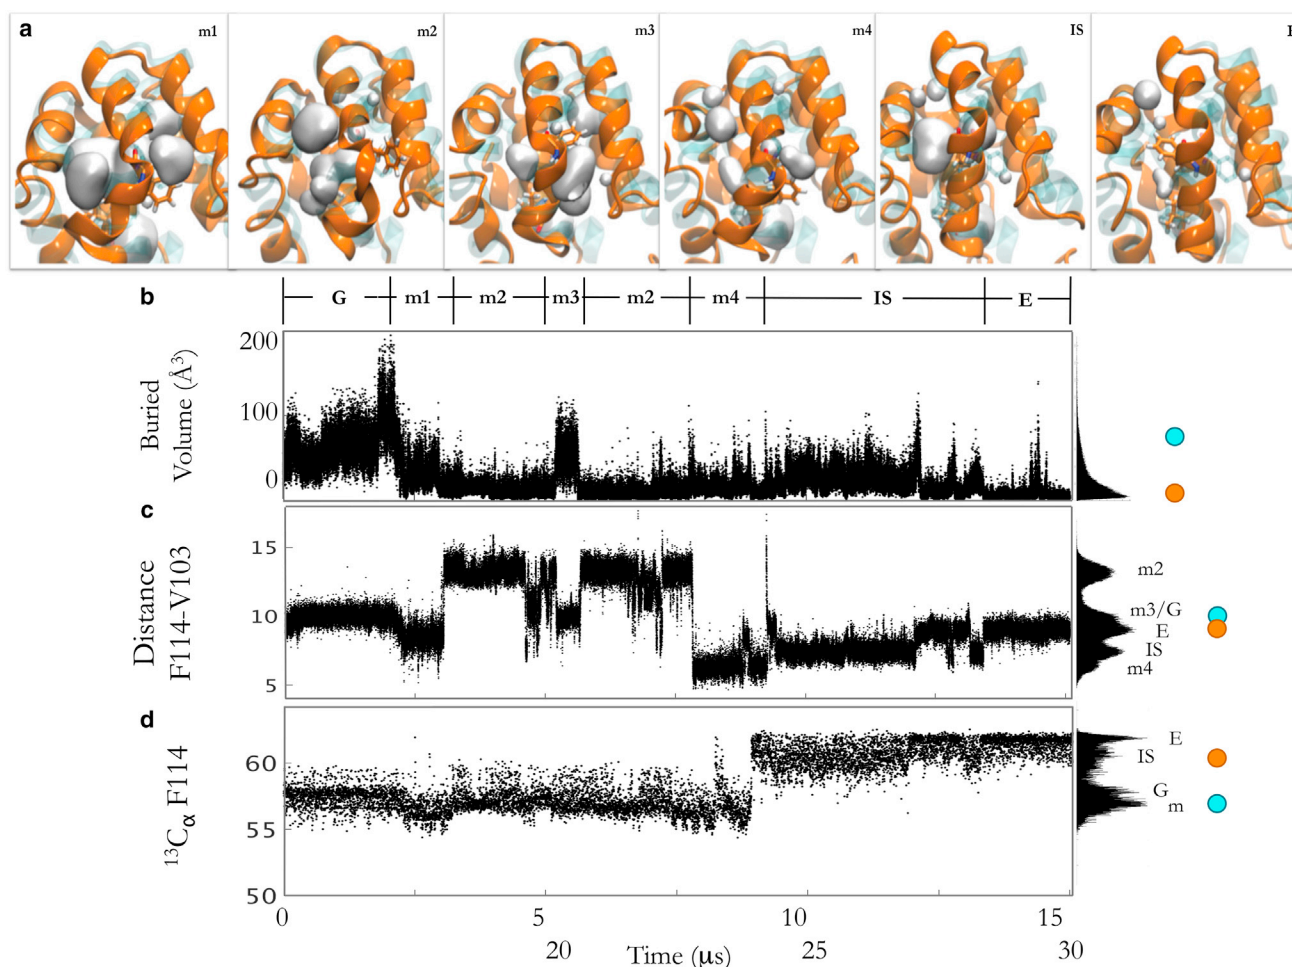 a
m1
m2
m3
m4
IS
b
G m1 m2 m3 m2 m4 IS E
Buried
Volume (Å³)
200
100
0
c
Distance
F114-V103
15
10
5
m2
m3/G
E
IS
m4
d
¹³Cα F114
60
55
50
E
IS
G
m
0 5 10 15
Time (μs)
20 25 30